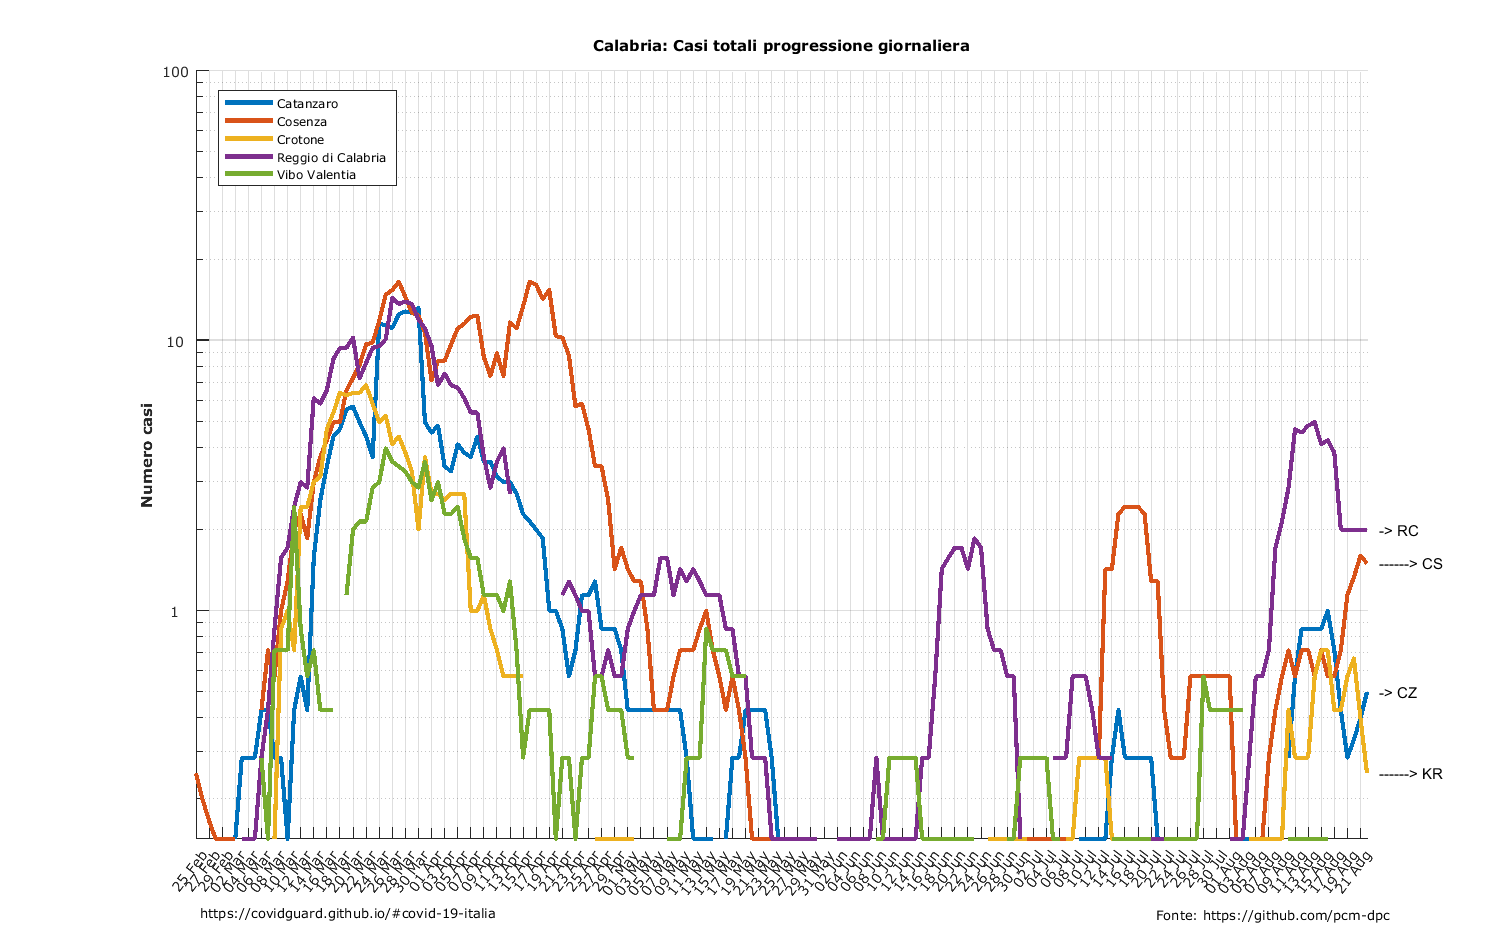 Calabria: Casi totali progressione giornaliera
100
10
1
Numero casi
Catanzaro
Cosenza
Crotone
Reggio di Calabria
Vibo Valentia
-> RC
------> CS
-> CZ
------> KR
25 Feb
27 Feb
29 Feb
02 Mar
04 Mar
06 Mar
08 Mar
10 Mar
12 Mar
14 Mar
16 Mar
18 Mar
20 Mar
22 Mar
24 Mar
26 Mar
28 Mar
30 Mar
01 Apr
03 Apr
05 Apr
07 Apr
09 Apr
11 Apr
13 Apr
15 Apr
17 Apr
19 Apr
21 Apr
23 Apr
25 Apr
27 Apr
29 Apr
01 May
03 May
05 May
07 May
09 May
11 May
13 May
15 May
17 May
19 May
21 May
23 May
25 May
27 May
29 May
31 May
02 Jun
04 Jun
06 Jun
08 Jun
10 Jun
12 Jun
14 Jun
16 Jun
18 Jun
20 Jun
22 Jun
24 Jun
26 Jun
28 Jun
30 Jun
02 Jul
04 Jul
06 Jul
08 Jul
10 Jul
12 Jul
14 Jul
16 Jul
18 Jul
20 Jul
22 Jul
24 Jul
26 Jul
28 Jul
30 Jul
01 Aug
03 Aug
05 Aug
07 Aug
09 Aug
11 Aug
13 Aug
15 Aug
17 Aug
19 Aug
21 Aug
https://covidguard.github.io/#covid-19-italia
Fonte: https://github.com/pcm-dpc